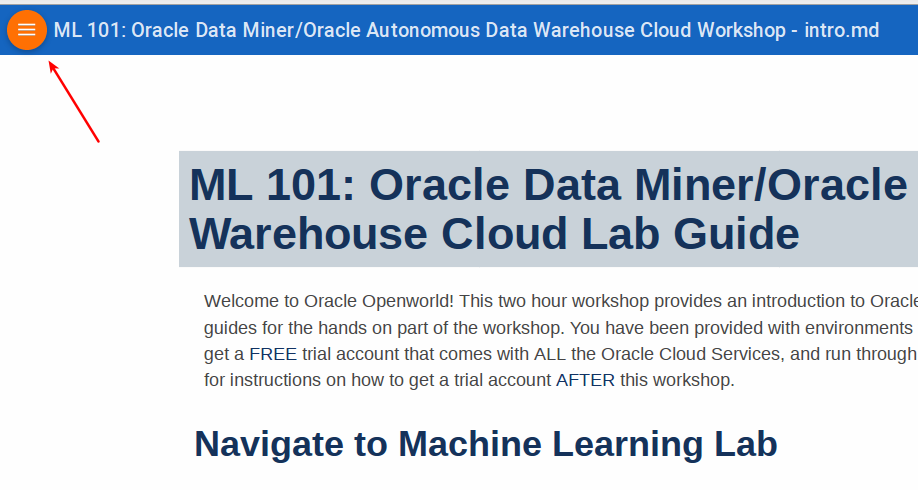 ML 101: Oracle Data Miner/Oracle Autonomous Data Warehouse Cloud Workshop - intro.md
ML 101: Oracle Data Miner/Oracle
Warehouse Cloud Lab Guide
Welcome to Oracle Openworld! This two hour workshop provides an introduction to Oracle
guides for the hands on part of the workshop. You have been provided with environments
get a FREE trial account that comes with ALL the Oracle Cloud Services, and run through
for instructions on how to get a trial account AFTER this workshop.
Navigate to Machine Learning Lab